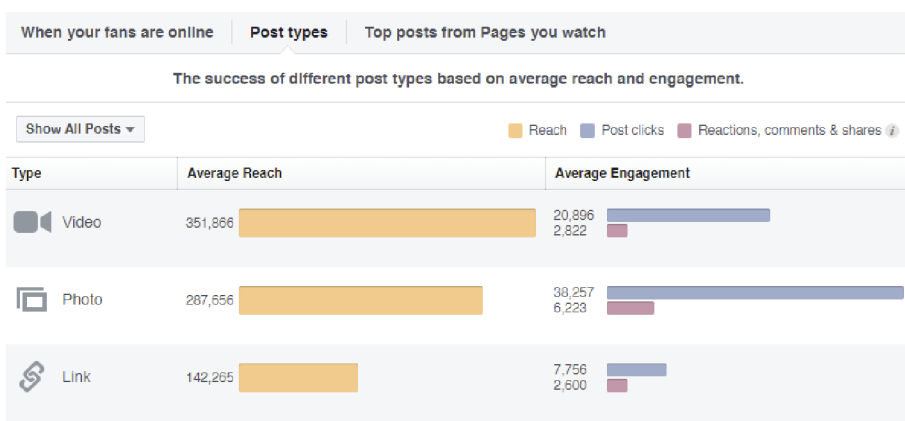 When your fans are online Post types Top posts from Pages you watch
The success of different post types based on average reach and engagement.
Show All Posts
Reach Post clicks Reactions, comments & shares i
Type Average Reach Average Engagement
Video 351,866 20,896
2,822
Photo 287,656 38,257
6,223
Link 142,265 7,756
2,600